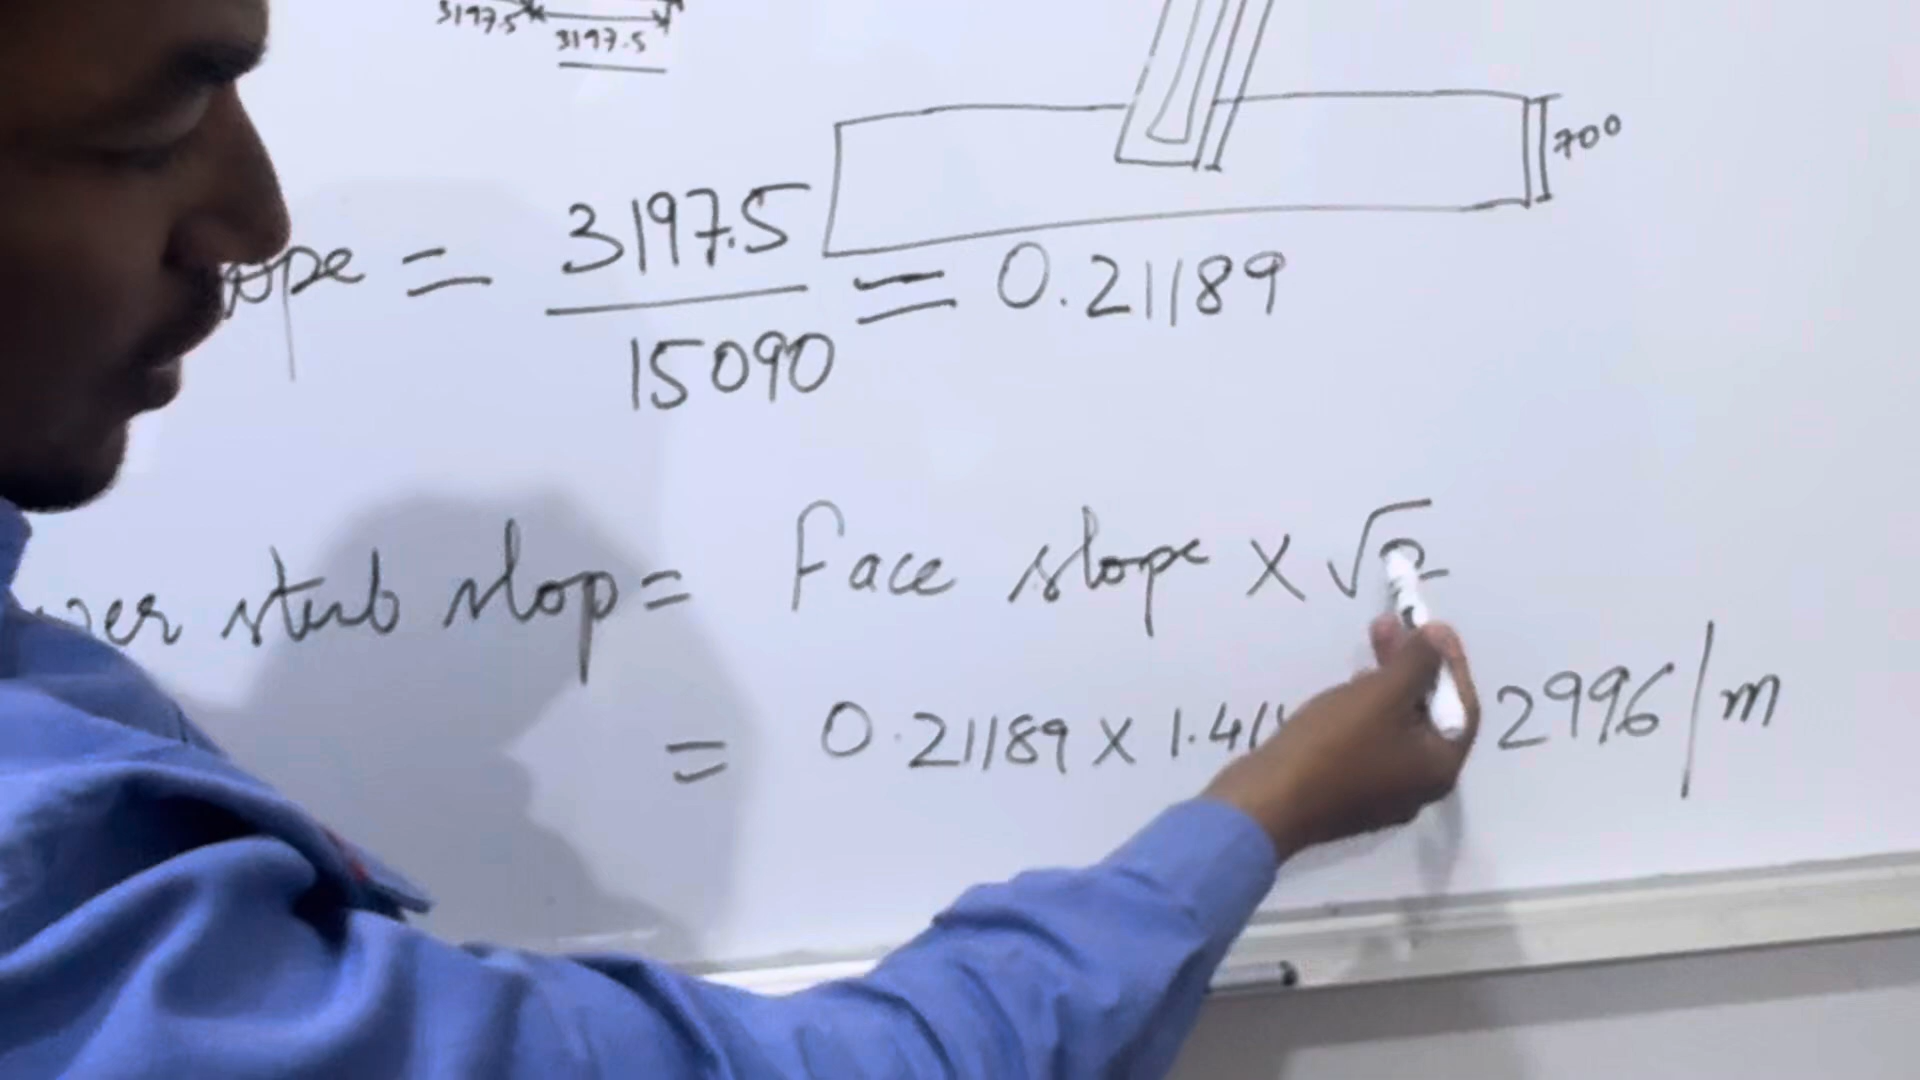 3197.5
3197.5
700
ope = 3197.5 / 15090 = 0.21189
er stub slop = Face slope × √2
= 0.21189 × 1.41 2996/m